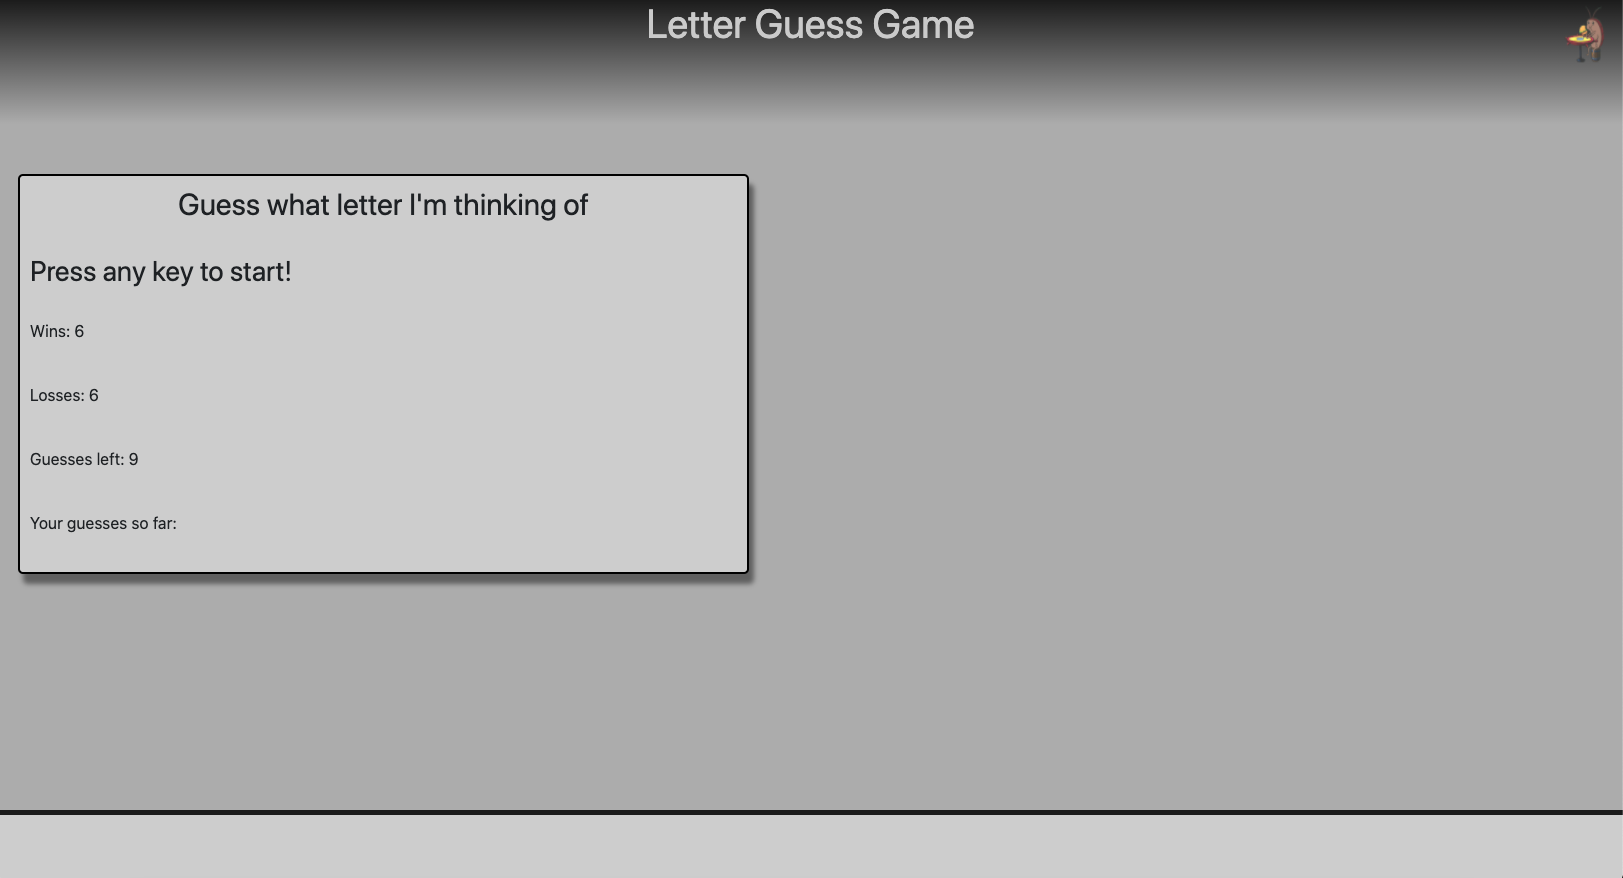 Letter Guess Game
Guess what letter I'm thinking of
Press any key to start!
Wins: 6
Losses: 6
Guesses left: 9
Your guesses so far: